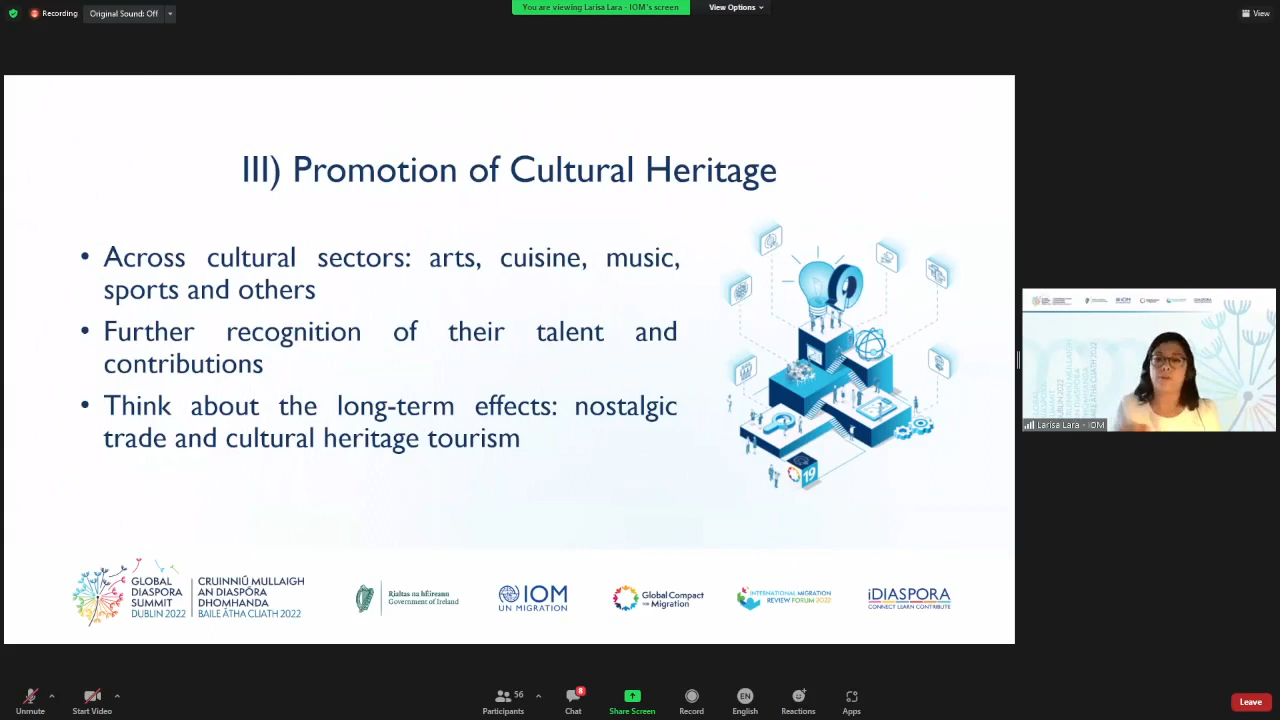 Recording
Original Sound: Off
You are viewing Larisa Lara - IOM's screen
View Options
View
III) Promotion of Cultural Heritage
• Across cultural sectors: arts, cuisine, music,
sports and others
• Further recognition of their talent and
contributions
• Think about the long-term effects: nostalgic
trade and cultural heritage tourism
19
GLOBAL
DIASPORA
SUMMIT
DUBLIN 2022
CRUINNIÚ MULLAIGH
AN DIASPÓRA
DHOMHANDA
BAILE ÁTHA CLIATH 2022
Rialtas na hÉireann
Government of Ireland
IOM
UN MIGRATION
Global Compact
for Migration
INTERNATIONAL MIGRATION
REVIEW FORUM 2022
iDIASPORA
CONNECT LEARN CONTRIBUTE
Larisa Lara - IOM
Unmute
Start Video
56
Participants
8
Chat
Share Screen
Record
EN
English
Reactions
Apps
Leave